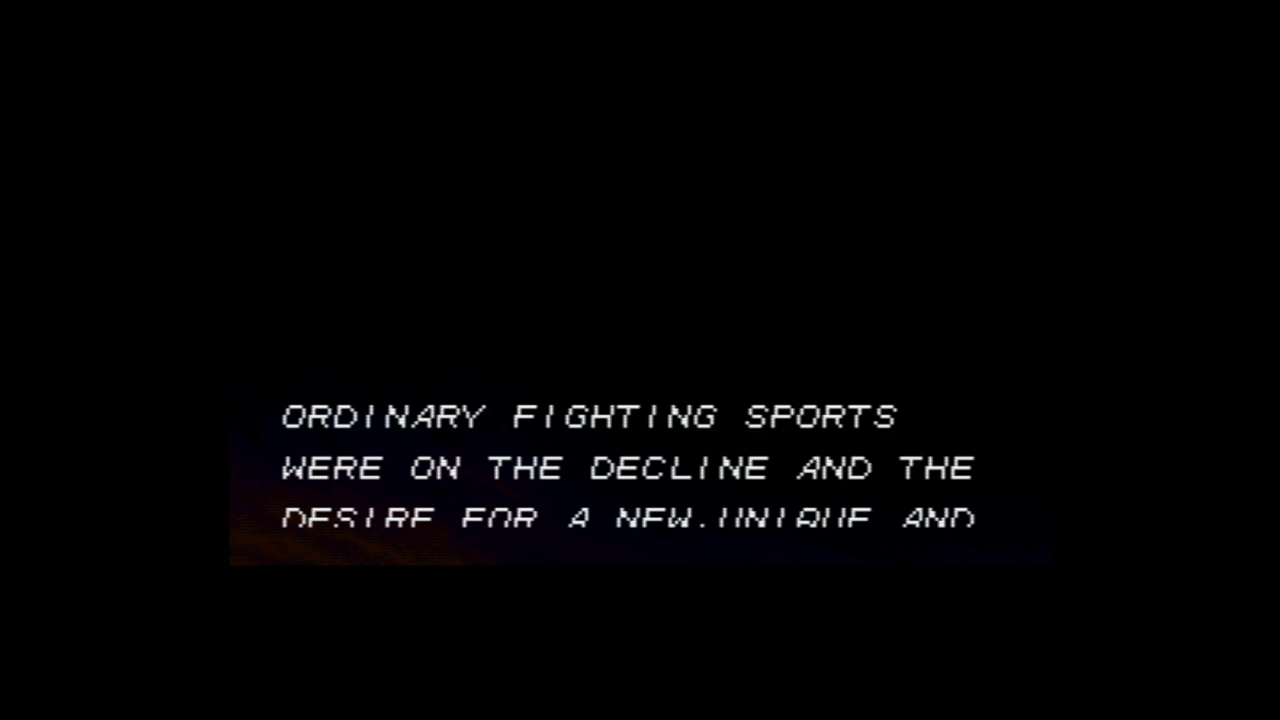 ORDINARY FIGHTING SPORTS
WERE ON THE DECLINE AND THE
DESIRE FOR A NEW.UNIQUE AND